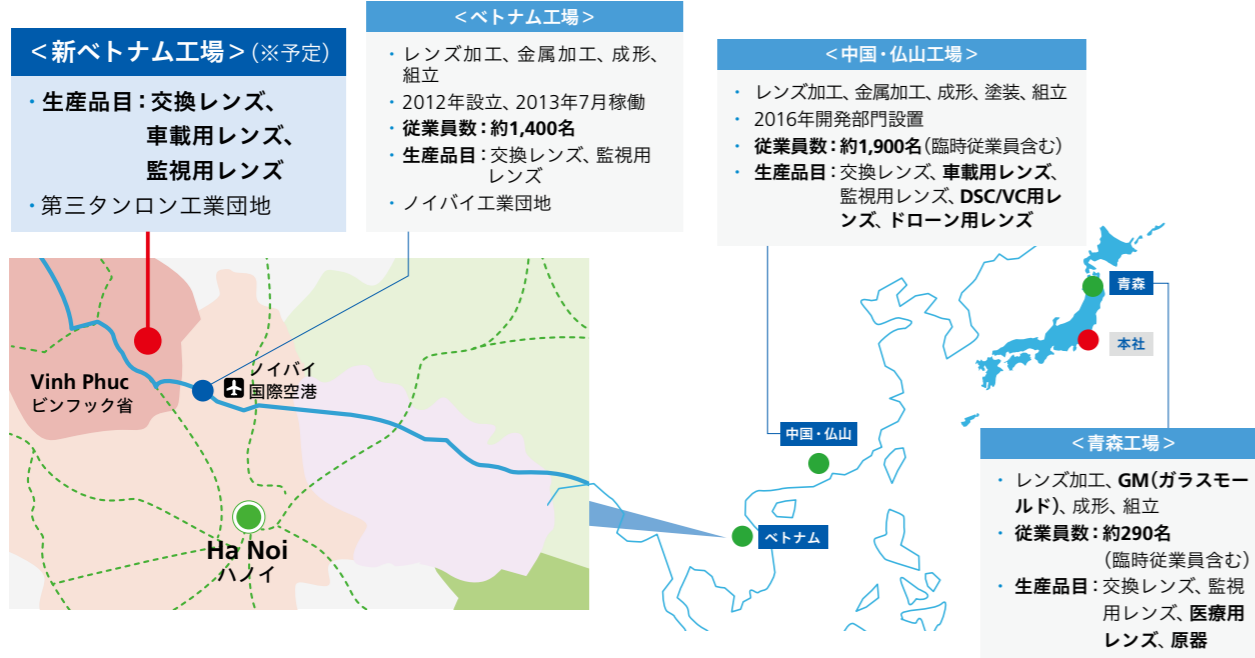 ＜新ベトナム工場＞（※予定）
・生産品目：交換レンズ、
車載用レンズ、
監視用レンズ
・第三タンロン工業団地
＜ベトナム工場＞
・レンズ加工、金属加工、成形、
組立
・2012年設立、2013年7月稼働
・従業員数：約1,400名
・生産品目：交換レンズ、監視用
レンズ
・ノイバイ工業団地
＜中国・仏山工場＞
・レンズ加工、金属加工、成形、塗装、組立
・2016年開発部門設置
・従業員数：約1,900名（臨時従業員含む）
・生産品目：交換レンズ、車載用レンズ、
監視用レンズ、DSC/VC用レ
ンズ、ドローン用レンズ
Vinh Phuc
ビンフック省
ノイバイ
国際空港
Ha Noi
ハノイ
青森
本社
中国・仏山
ベトナム
＜青森工場＞
・レンズ加工、GM（ガラスモー
ルド）、成形、組立
・従業員数：約290名
（臨時従業員含む）
・生産品目：交換レンズ、監視
用レンズ、医療用
レンズ、原器